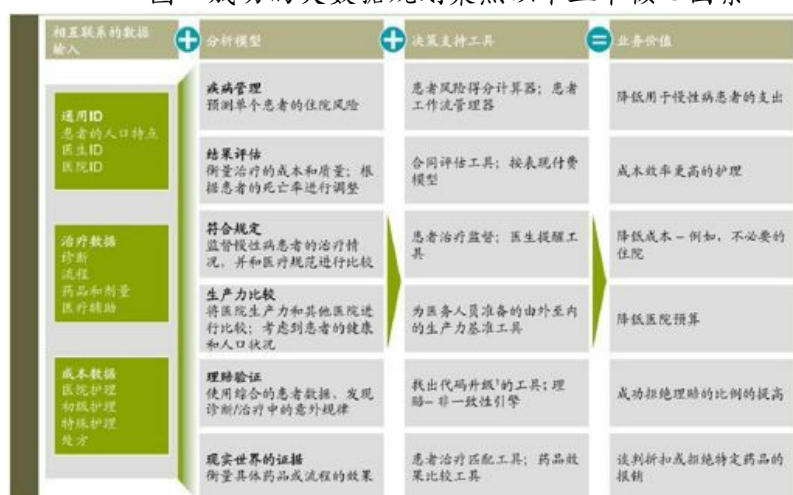 相互联系的数据
输入
分析模型
决策支持工具
业务价值
通用ID
患者的人口特点
医生ID
医院ID
治疗数据
诊断
流程
药品和剂量
医疗辅助
成本数据
医院护理
初级护理
特殊护理
处方
疾病管理
预测单个患者的住院风险
患者风险得分计算器；患者
工作流管理器
降低用于慢性病患者的支出
结果评估
衡量治疗的成本和质量；根
据患者的死亡率进行调整
合同评估工具；按表现付费
模型
成本效率更高的护理
符合规定
监督慢性病患者的治疗情
况，并和医疗规范进行比较
患者治疗监督；医生提醒工
具
降低成本 – 例如，不必要的
住院
生产力比较
将医院生产力和其他医院进
行比较；考虑到患者的健康
和人口状况
为医务人员准备的由外至内
的生产力基准工具
降低医院预算
理赔验证
使用综合的患者数据，发现
诊断/治疗中的意外规律
找出代码升级¹的工具；理
赔– 非一致性引擎
成功拒绝理赔的比例的提高
现实世界的证据
衡量具体药品或流程的效果
患者治疗匹配工具；药品效
果比较工具
谈判折扣或拒绝特定药品的
报销